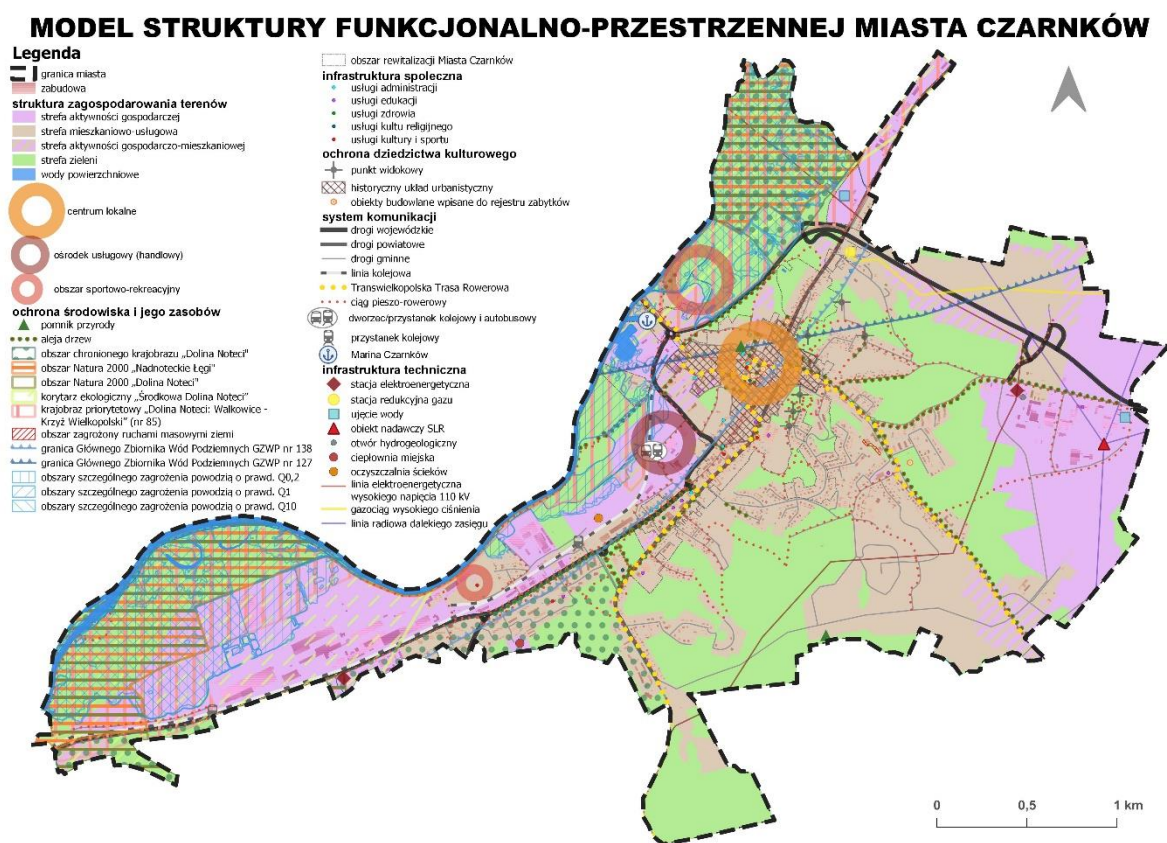 MODEL STRUKTURY FUNKCJONALNO-PRZESTRZENNEJ MIASTA CZARNKÓW
Legenda
granica miasta
zabudowa
struktura zagospodarowania terenów
strefa aktywności gospodarczej
strefa mieszkaniowo-usługowa
strefa aktywności gospodarczo-mieszkaniowej
strefa zieleni
wody powierzchniowe
centrum lokalne
ośrodek usługowy (handlowy)
obszar sportowo-rekreacyjny
ochrona środowiska i jego zasobów
pomnik przyrody
aleja drzew
obszar chronionego krajobrazu „Dolina Noteci"
obszar Natura 2000 „Nadnoteckie Łęgi"
obszar Natura 2000 „Dolina Noteci"
korytarz ekologiczny „Środkowa Dolina Noteci"
krajobraz priorytetowy „Dolina Noteci: Walkowice -
Krzyż Wielkopolski" (nr 85)
obszar zagrożony ruchami masowymi ziemi
granica Głównego Zbiornika Wód Podziemnych GZWP nr 138
granica Głównego Zbiornika Wód Podziemnych GZWP nr 127
obszary szczególnego zagrożenia powodzią o prawd. Q0,2
obszary szczególnego zagrożenia powodzią o prawd. Q1
obszary szczególnego zagrożenia powodzią o prawd. Q10
obszar rewitalizacji Miasta Czarnków
infrastruktura społeczna
usługi administracji
usługi edukacji
usługi zdrowia
usługi kultu religijnego
usługi kultury i sportu
ochrona dziedzictwa kulturowego
punkt widokowy
historyczny układ urbanistyczny
obiekty budowlane wpisane do rejestru zabytków
system komunikacji
drogi wojewódzkie
drogi powiatowe
drogi gminne
linia kolejowa
Transwielkopolska Trasa Rowerowa
ciąg pieszo-rowerowy
dworzec/przystanek kolejowy i autobusowy
przystanek kolejowy
Marina Czarnków
infrastruktura techniczna
stacja elektroenergetyczna
stacja redukcyjna gazu
ujęcie wody
obiekt nadawczy SLR
otwór hydrogeologiczny
ciepłownia miejska
oczyszczalnia ścieków
linia elektroenergetyczna
wysokiego napięcia 110 kV
gazociąg wysokiego ciśnienia
linia radiowa dalekiego zasięgu
0 0,5 1 km